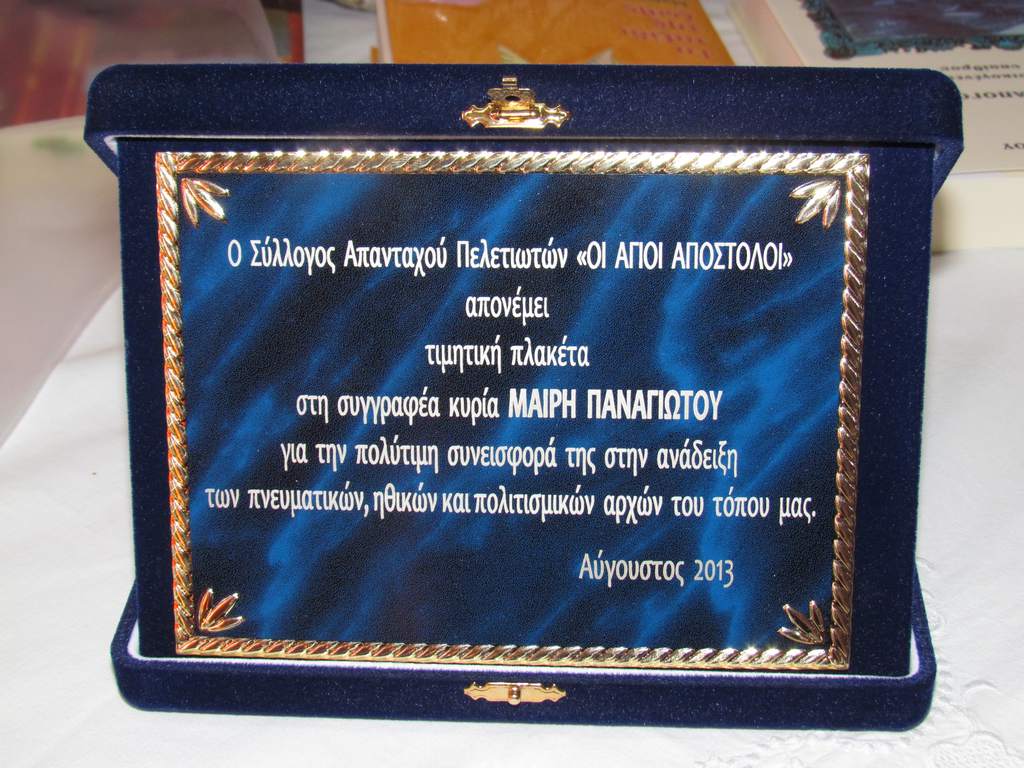 Ο Σύλλογος Απανταχού Πελετιωτών «ΟΙ ΑΓΙΟΙ ΑΠΟΣΤΟΛΟΙ»
απονέμει
τιμητική πλακέτα
στη συγγραφέα κυρία ΜΑΙΡΗ ΠΑΝΑΓΙΩΤΟΥ
για την πολύτιμη συνεισφορά της στην ανάδειξη
των πνευματικών, ηθικών και πολιτισμικών αρχών του τόπου μας.
Αύγουστος 2013